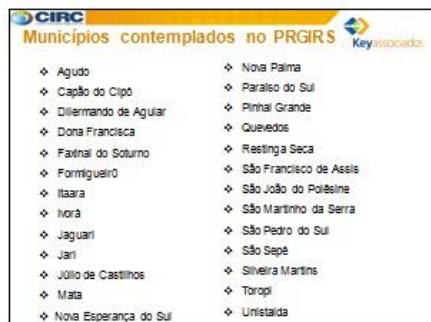 CIRC
Municípios contemplados no PRGIRS
Keyassociados
Agudo
Capão do Cipó
Dilermando de Aguiar
Dona Francisca
Faxinal do Soturno
Formigueir0
Itaara
Ivorá
Jaguari
Jari
Júlio de Castilhos
Mata
Nova Esperança do Sul
Nova Palma
Paraíso do Sul
Pinhal Grande
Quevedos
Restinga Seca
São Francisco de Assis
São João do Polêsine
São Martinho da Serra
São Pedro do Sul
São Sepé
Silveira Martins
Toropi
Unistalda